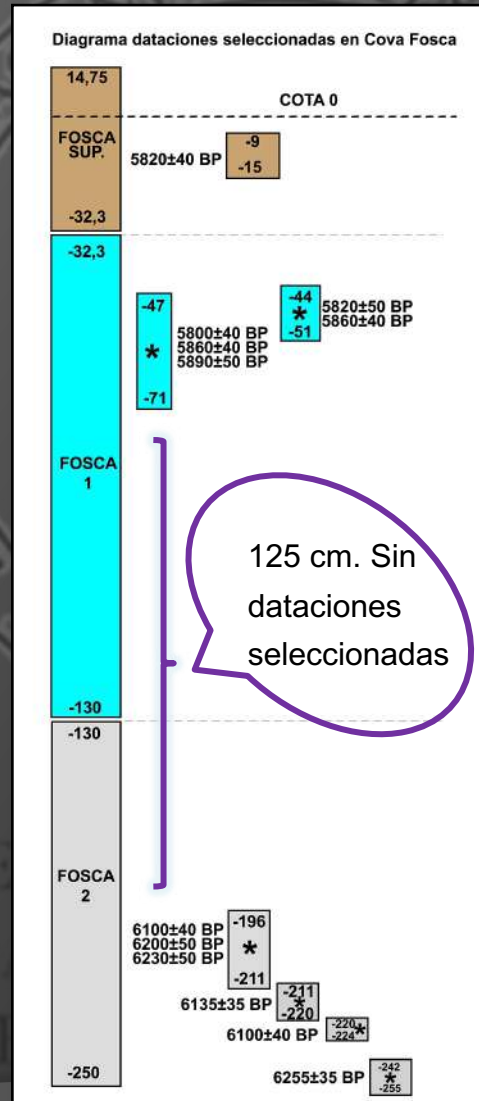 Diagrama dataciones seleccionadas en Cova Fosca
14,75
COTA 0
FOSCA
SUP.
-9
5820±40 BP
-15
-32,3
-32,3
-47
-44
5820±50 BP
*
5860±40 BP
-51
5800±40 BP
5860±40 BP
*
5890±50 BP
-71
FOSCA
1
125 cm. Sin
dataciones
seleccionadas
-130
-130
FOSCA
2
6100±40 BP
6200±50 BP
6230±50 BP
-196
*
-211
6135±35 BP
-211
*
-220
6100±40 BP
-220
-224
*
6255±35 BP
-242
*
-255
-250